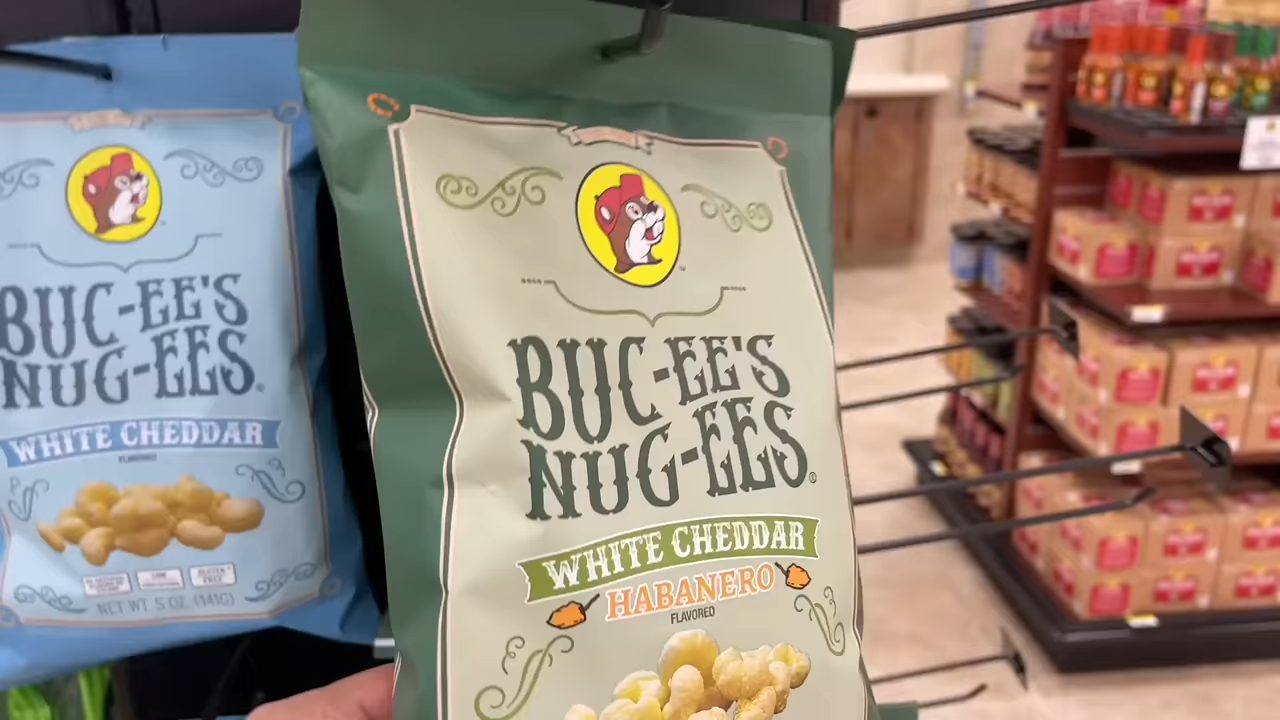 BUC-EE'S
NUG-EES®
WHITE CHEDDAR
FLAVORED
NET WT. 5 OZ. (141G)
BUC-EE'S
NUG-EES®
WHITE CHEDDAR
HABANERO
FLAVORED